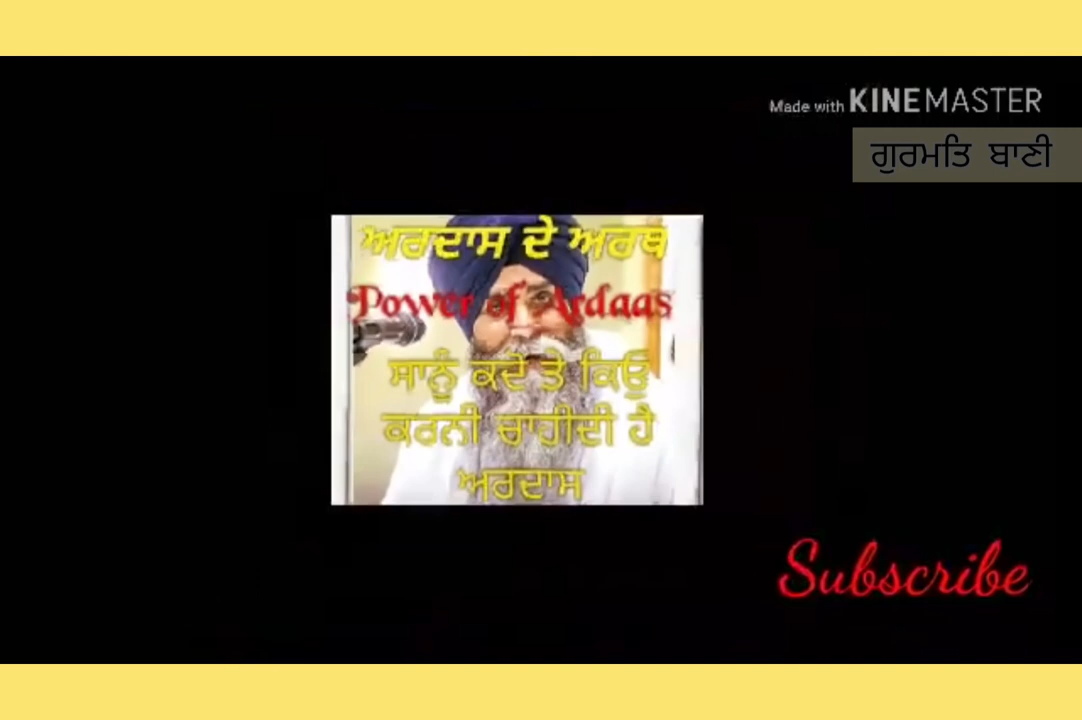 Made with KINEMASTER
ਗੁਰਮਤਿ ਬਾਣੀ
ਅਰਦਾਸ ਦੇ ਅਰਥ
Power of Ardaas
ਸਾਨੂੰ ਕਦੋਂ ਤੇ ਕਿਓੁਂ
ਕਰਨੀ ਚਾਹੀਦੀ ਹੈ
ਅਰਦਾਸ
Subscribe